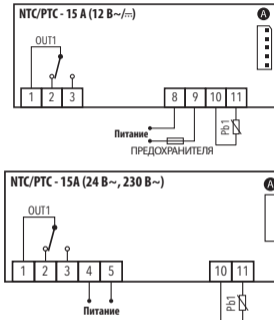 NTC/PTC - 15 A (12 В~/⎓)
A
OUT1
1 2 3 8 9 10 11
Питание
Pb1
ПРЕДОХРАНИТЕЛЯ
NTC/PTC - 15A (24 В~, 230 В~)
A
OUT1
1 2 3 4 5 10 11
Питание
Pb1